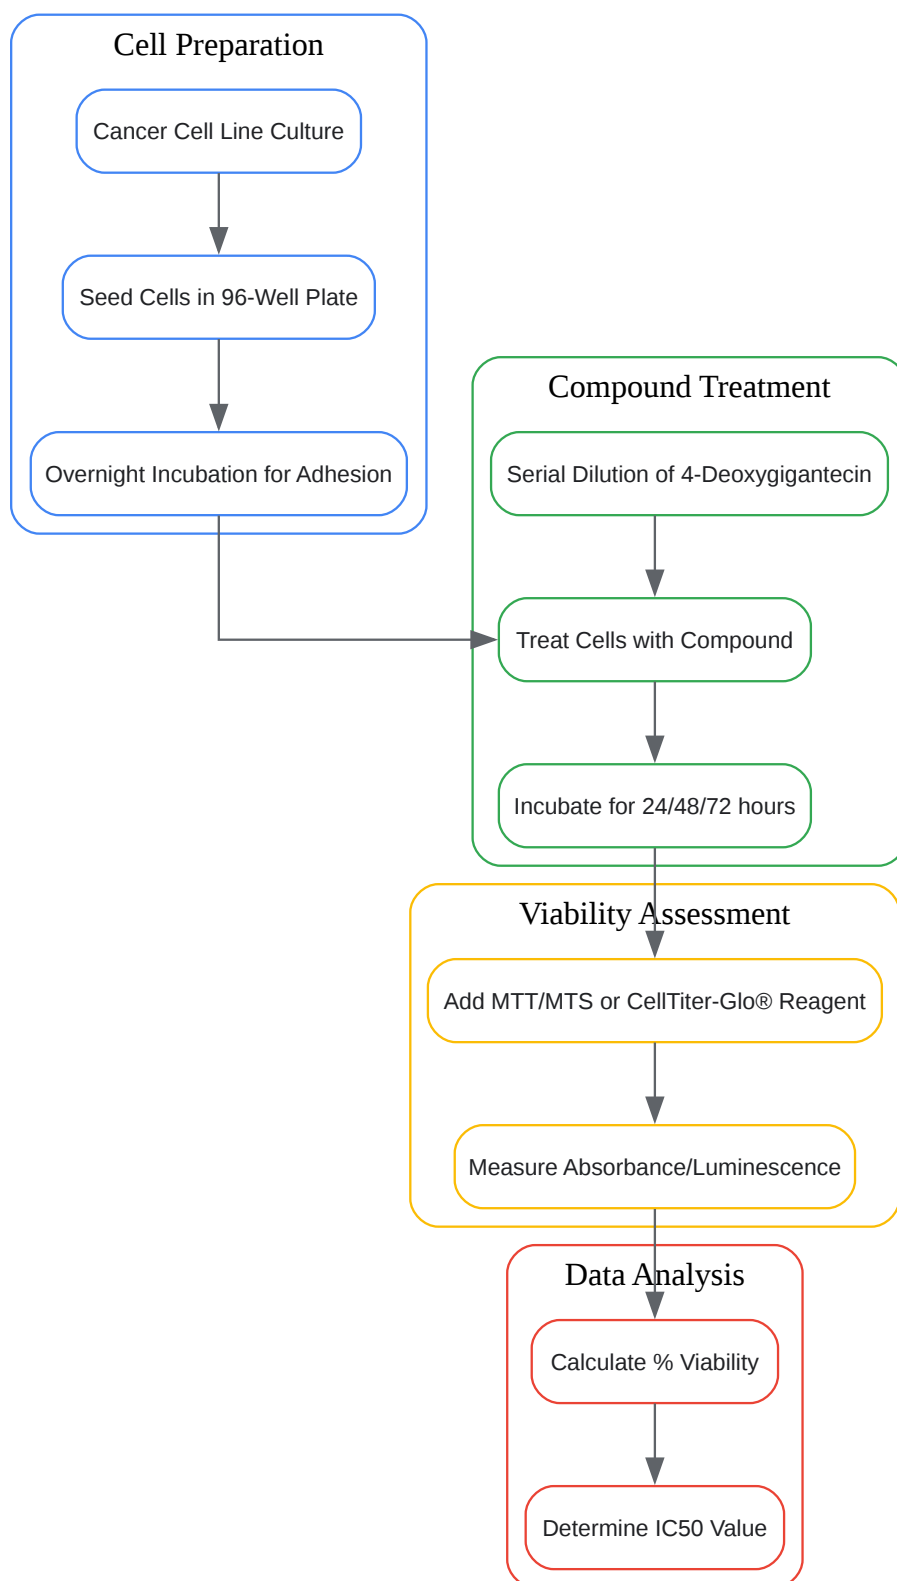 Cell Preparation
Cancer Cell Line Culture
Seed Cells in 96-Well Plate
Overnight Incubation for Adhesion
Compound Treatment
Serial Dilution of 4-Deoxygigantecin
Treat Cells with Compound
Incubate for 24/48/72 hours
Viability Assessment
Add MTT/MTS or CellTiter-Glo® Reagent
Measure Absorbance/Luminescence
Data Analysis
Calculate % Viability
Determine IC50 Value